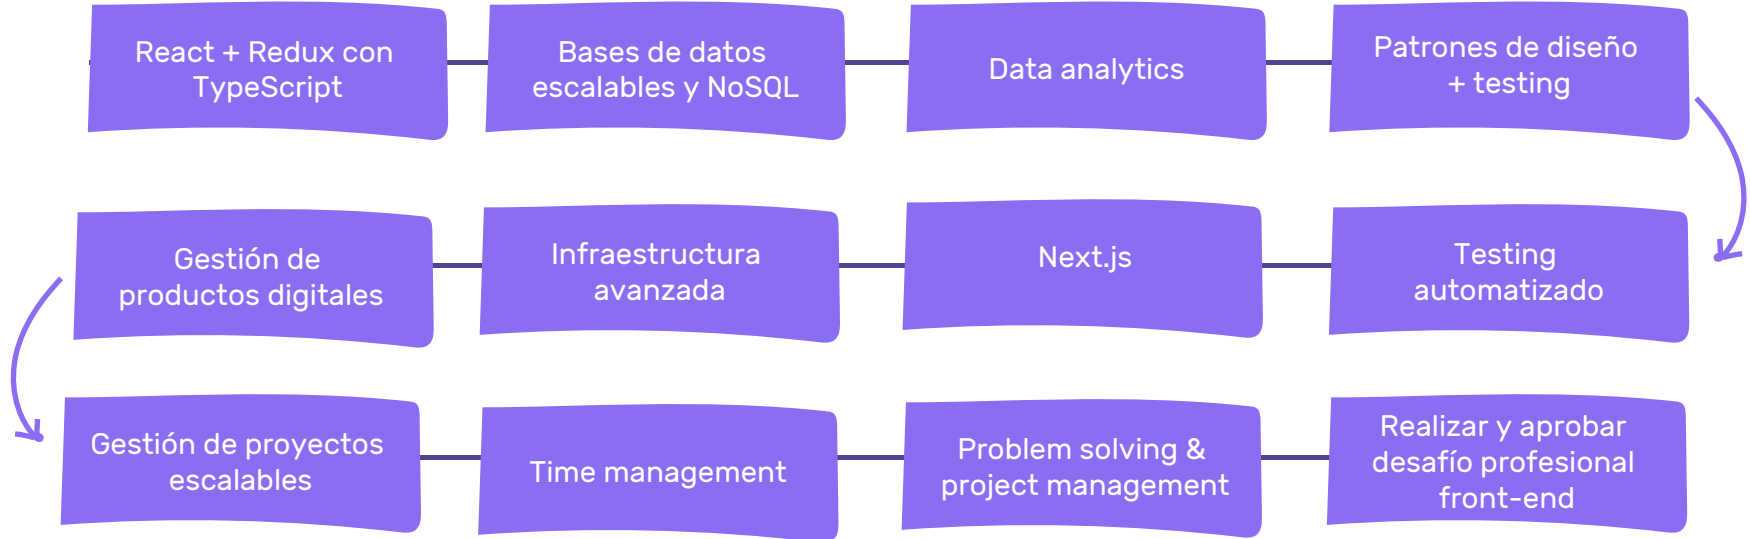 React + Redux con
TypeScript
Bases de datos
escalables y NoSQL
Data analytics
Patrones de diseño
+ testing
Testing
automatizado
Next.js
Infraestructura
avanzada
Gestión de
productos digitales
Gestión de proyectos
escalables
Time management
Problem solving &
project management
Realizar y aprobar
desafío profesional
front-end